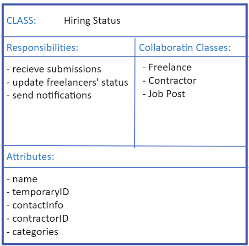 CLASS: Hiring Status
Responsibilities:
- recieve submissions
- update freelancers' status
- send notifications
Collaboratin Classes:
- Freelance
- Contractor
- Job Post
Attributes:
- name
- temporaryID
- contactInfo
- contractorID
- categories